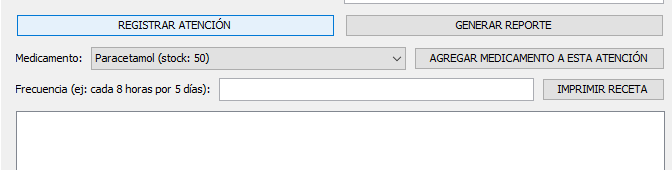 REGISTRAR ATENCIÓN GENERAR REPORTE
Medicamento: Paracetamol (stock: 50) AGREGAR MEDICAMENTO A ESTA ATENCIÓN
Frecuencia (ej: cada 8 horas por 5 días): IMPRIMIR RECETA